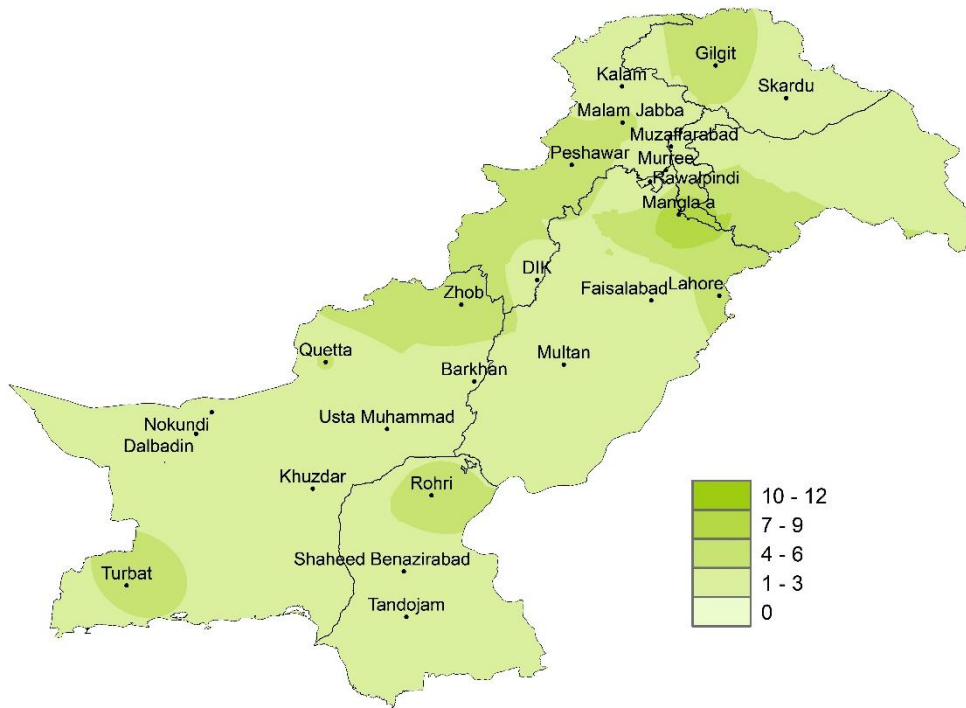 Gilgit
Kalam
Skardu
Malam Jabba
Muzaffarabad
Peshawar
Murree
Rawalpindi
Mangla a
DIK
Zhob
Faisalabad
Lahore
Quetta
Multan
Barkhan
Nokundi
Usta Muhammad
Dalbadin
Khuzdar
Rohri
10 - 12
7 - 9
4 - 6
1 - 3
0
Shaheed Benazirabad
Turbat
Tandojam